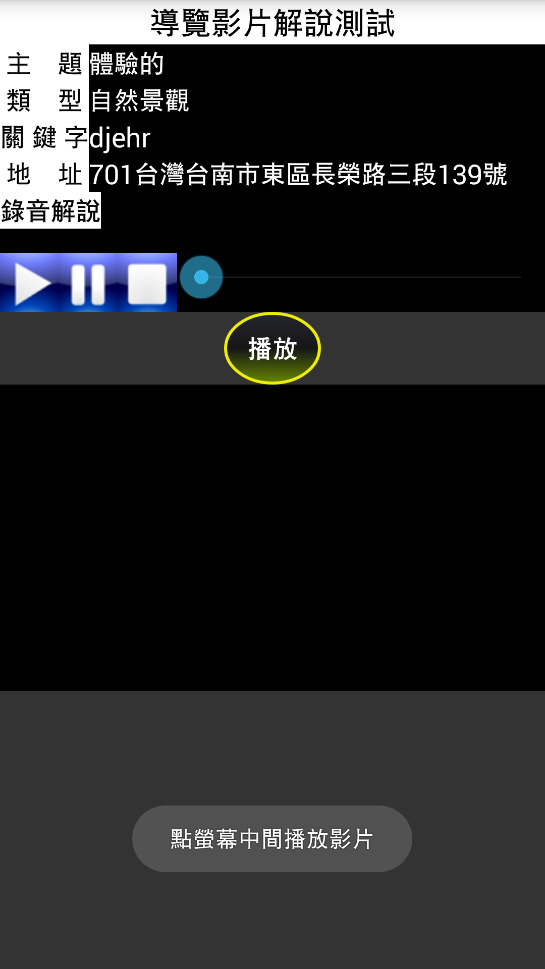 導覽影片解說測試
主 題 體驗的
類 型 自然景觀
關 鍵 字 djehr
地 址 701台灣台南市東區長榮路三段139號
錄音解說
播放
點螢幕中間播放影片